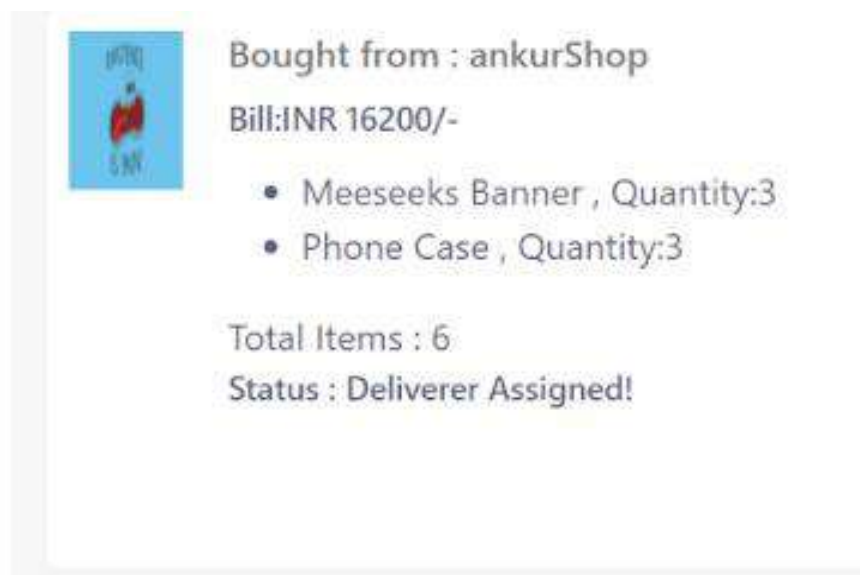 Bought from : ankurShop
Bill:INR 16200/-
• Meeseeks Banner , Quantity:3
• Phone Case , Quantity:3
Total Items : 6
Status : Deliverer Assigned!